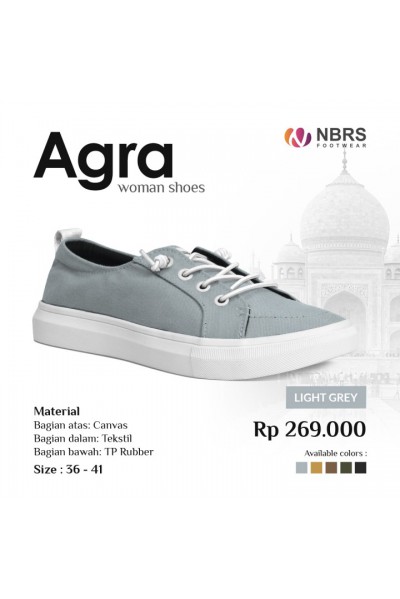 Agra
woman shoes
NBRS
FOOTWEAR
LIGHT GREY
Rp 269.000
Available colors :
Material
Bagian atas: Canvas
Bagian dalam: Tekstil
Bagian bawah: TP Rubber
Size : 36 - 41